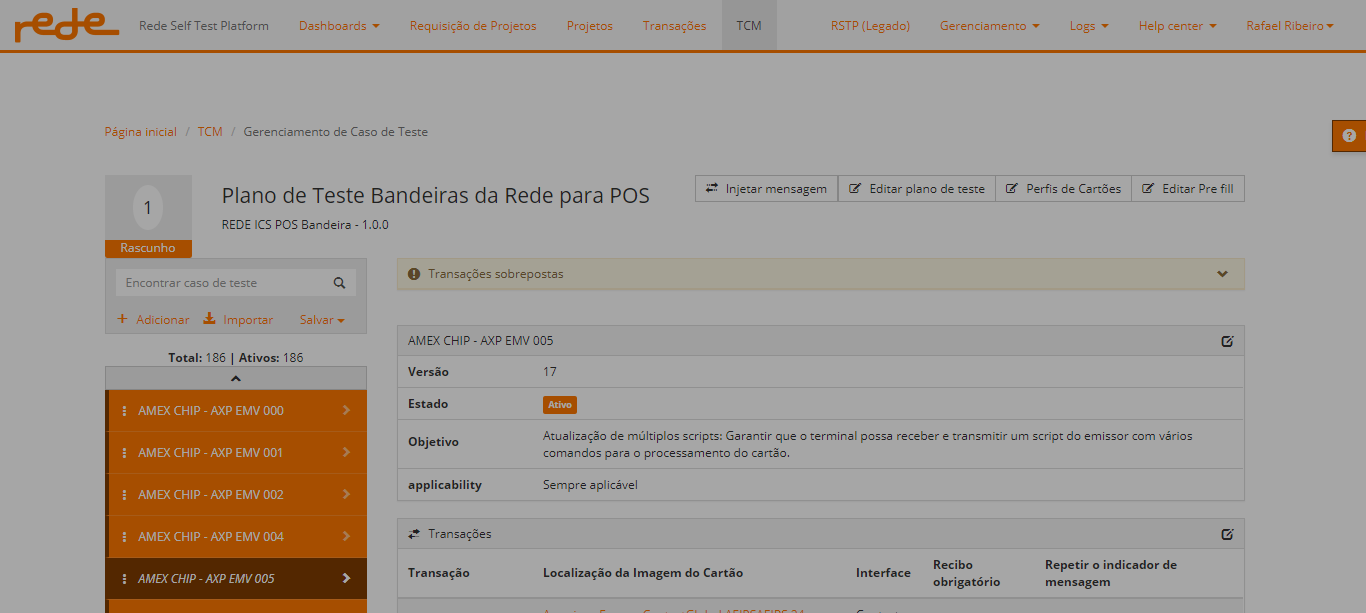 rede Rede Self Test Platform Dashboards Requisição de Projetos Projetos Transações TCM RSTP (Legado) Gerenciamento Logs Help center Rafael Ribeiro
?
Página inicial / TCM / Gerenciamento de Caso de Teste
1
Rascunho
Plano de Teste Bandeiras da Rede para POS
REDE ICS POS Bandeira - 1.0.0
Injetar mensagem Editar plano de teste Perfis de Cartões Editar Pre fill
Encontrar caso de teste
+ Adicionar Importar Salvar
Total: 186 | Ativos: 186
AMEX CHIP - AXP EMV 000
AMEX CHIP - AXP EMV 001
AMEX CHIP - AXP EMV 002
AMEX CHIP - AXP EMV 004
AMEX CHIP - AXP EMV 005
Transações sobrepostas
AMEX CHIP - AXP EMV 005
Versão 17
Estado Ativo
Objetivo Atualização de múltiplos scripts: Garantir que o terminal possa receber e transmitir um script do emissor com vários
comandos para o processamento do cartão.
applicability Sempre aplicável
Transações
Transação Localização da Imagem do Cartão Interface Recibo obrigatório Repetir o indicador de mensagem